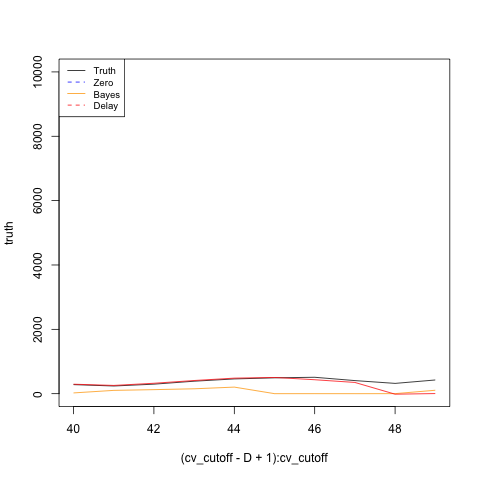 Truth
Zero
Bayes
Delay
truth
10000
8000
6000
4000
2000
0
40 42 44 46 48
(cv_cutoff - D + 1):cv_cutoff